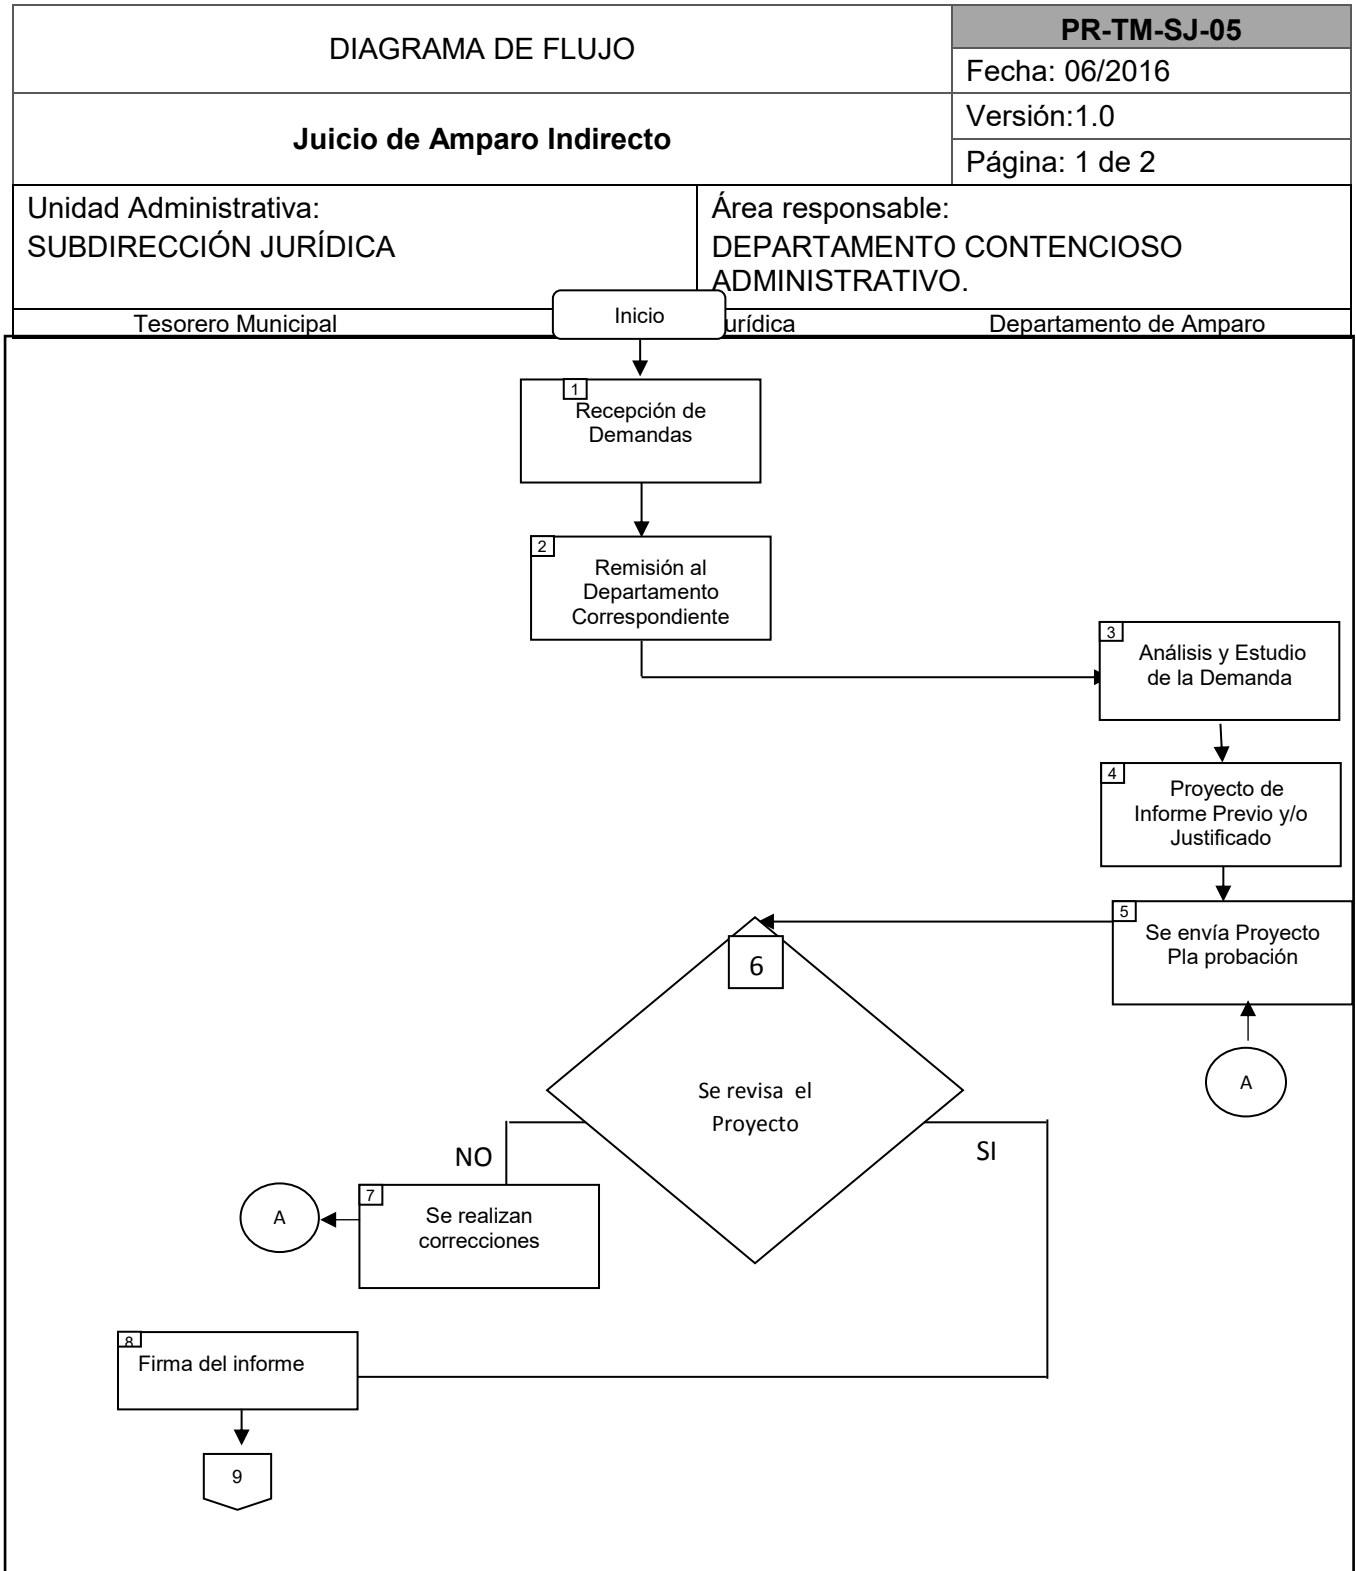 DIAGRAMA DE FLUJO
PR-TM-SJ-05
Fecha: 06/2016
Juicio de Amparo Indirecto
Versión:1.0
Página: 1 de 2
Unidad Administrativa:
SUBDIRECCIÓN JURÍDICA
Área responsable:
DEPARTAMENTO CONTENCIOSO
ADMINISTRATIVO.
Tesorero Municipal
Inicio
urídica
Departamento de Amparo
1
Recepción de
Demandas
2
Remisión al
Departamento
Correspondiente
3
Análisis y Estudio
de la Demanda
4
Proyecto de
Informe Previo y/o
Justificado
5
Se envía Proyecto
Pla probación
6
Se revisa el
Proyecto
A
NO
SI
7
Se realizan
correcciones
A
8
Firma del informe
9